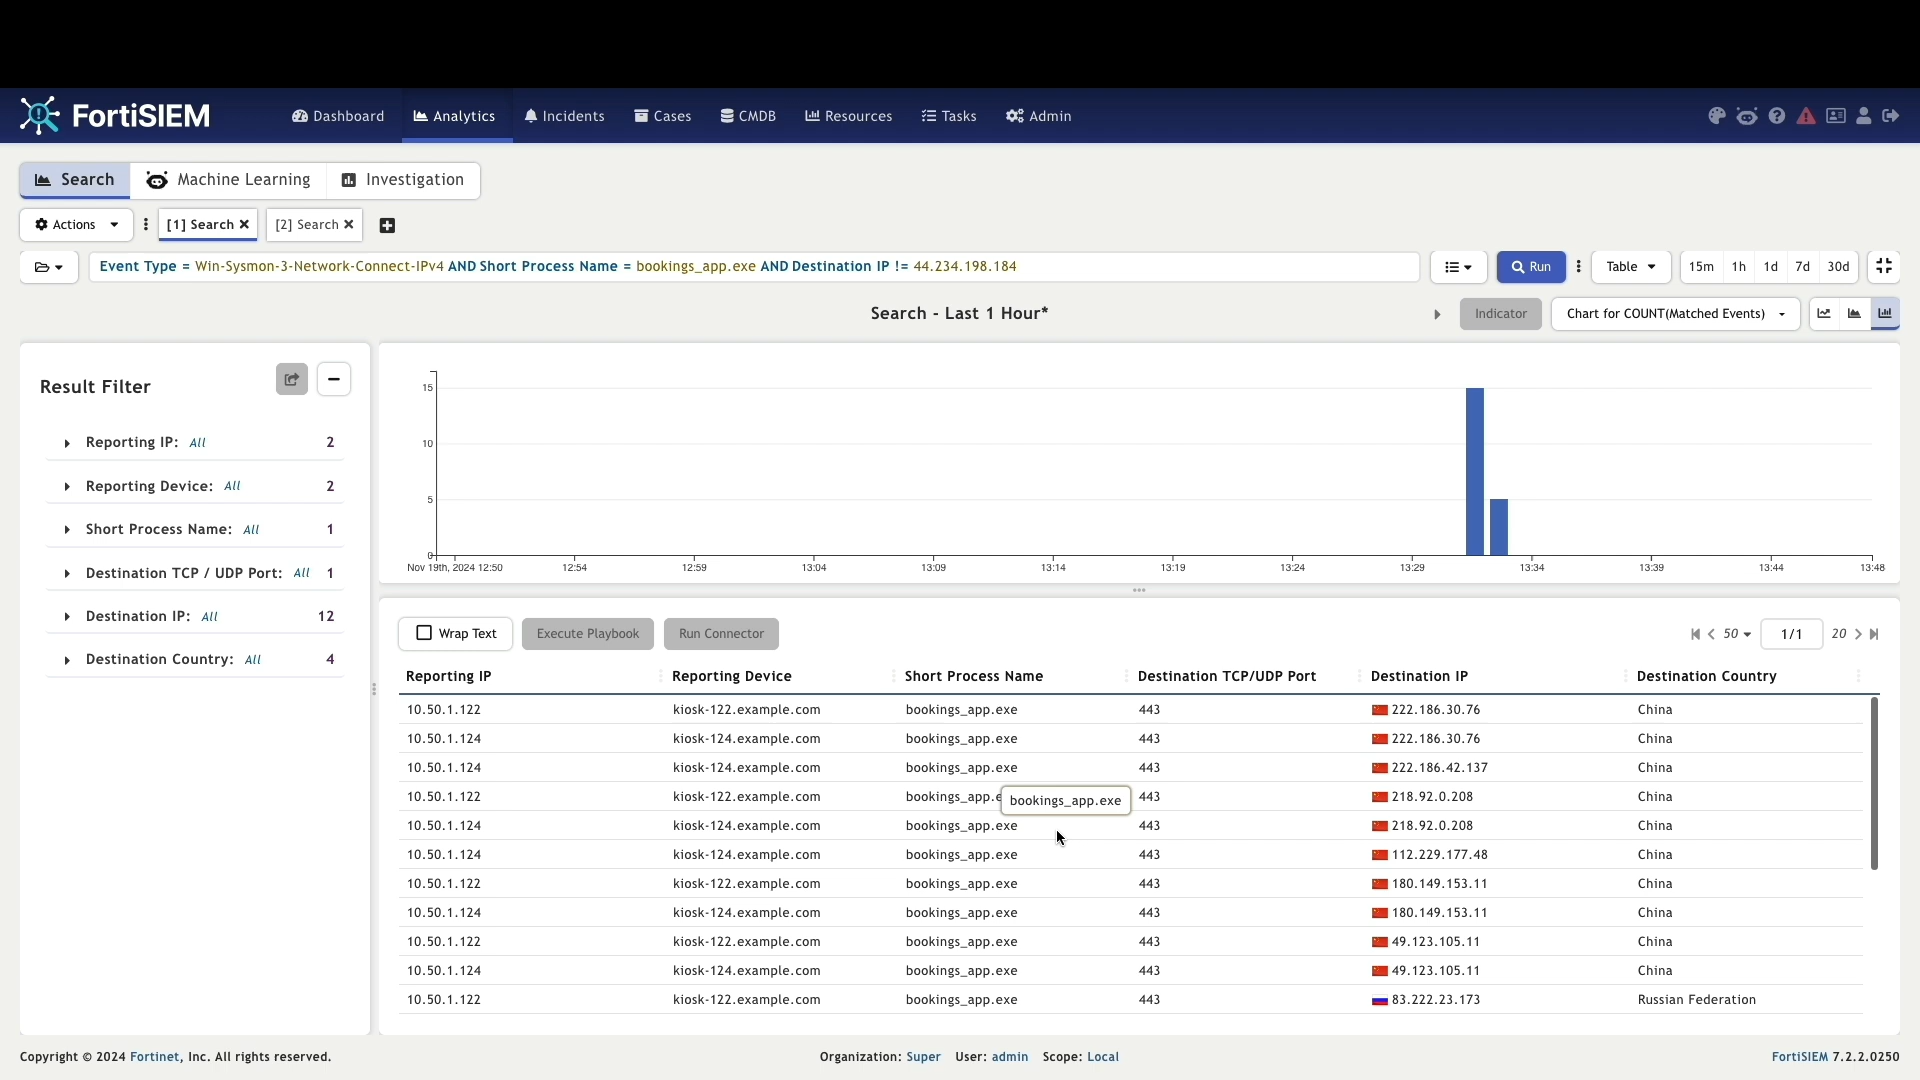 FortiSIEM
Dashboard Analytics Incidents Cases CMDB Resources Tasks Admin
Search Machine Learning Investigation
Actions [1] Search [2] Search
Event Type = Win-Sysmon-3-Network-Connect-IPv4 AND Short Process Name = bookings_app.exe AND Destination IP != 44.234.198.184
Run Table 15m 1h 1d 7d 30d
Search - Last 1 Hour*
Indicator Chart for COUNT(Matched Events)
Result Filter
Reporting IP: All 2
Reporting Device: All 2
Short Process Name: All 1
Destination TCP / UDP Port: All 1
Destination IP: All 12
Destination Country: All 4
15
10
5
0
Nov 19th, 2024 12:50 12:54 12:59 13:04 13:09 13:14 13:19 13:24 13:29 13:34 13:39 13:44 13:48
Wrap Text Execute Playbook Run Connector 50 1/1 20
Reporting IP Reporting Device Short Process Name Destination TCP/UDP Port Destination IP Destination Country
10.50.1.122 kiosk-122.example.com bookings_app.exe 443 222.186.30.76 China
10.50.1.124 kiosk-124.example.com bookings_app.exe 443 222.186.30.76 China
10.50.1.124 kiosk-124.example.com bookings_app.exe 443 222.186.42.137 China
10.50.1.122 kiosk-122.example.com bookings_app.e 443 218.92.0.208 China
bookings_app.exe
10.50.1.124 kiosk-124.example.com bookings_app.exe 443 218.92.0.208 China
10.50.1.124 kiosk-124.example.com bookings_app.exe 443 112.229.177.48 China
10.50.1.122 kiosk-122.example.com bookings_app.exe 443 180.149.153.11 China
10.50.1.124 kiosk-124.example.com bookings_app.exe 443 180.149.153.11 China
10.50.1.122 kiosk-122.example.com bookings_app.exe 443 49.123.105.11 China
10.50.1.124 kiosk-124.example.com bookings_app.exe 443 49.123.105.11 China
10.50.1.122 kiosk-122.example.com bookings_app.exe 443 83.222.23.173 Russian Federation
Copyright © 2024 Fortinet, Inc. All rights reserved. Organization: Super User: admin Scope: Local FortiSIEM 7.2.2.0250